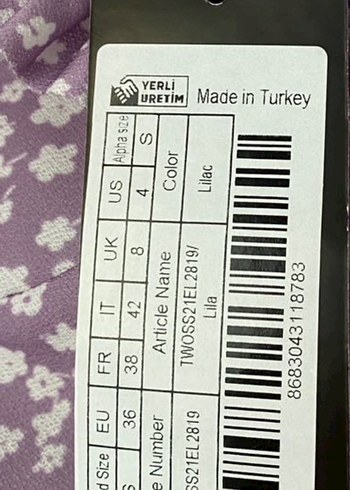 YERLİ
ÜRETİM
Made in Turkey
d Size EU FR IT UK US Alpha size
S 36 38 42 8 4 S
e Number Article Name Color
SS21EL2819 TWOSS21EL2819/ Lilac
Lila
8683043118783